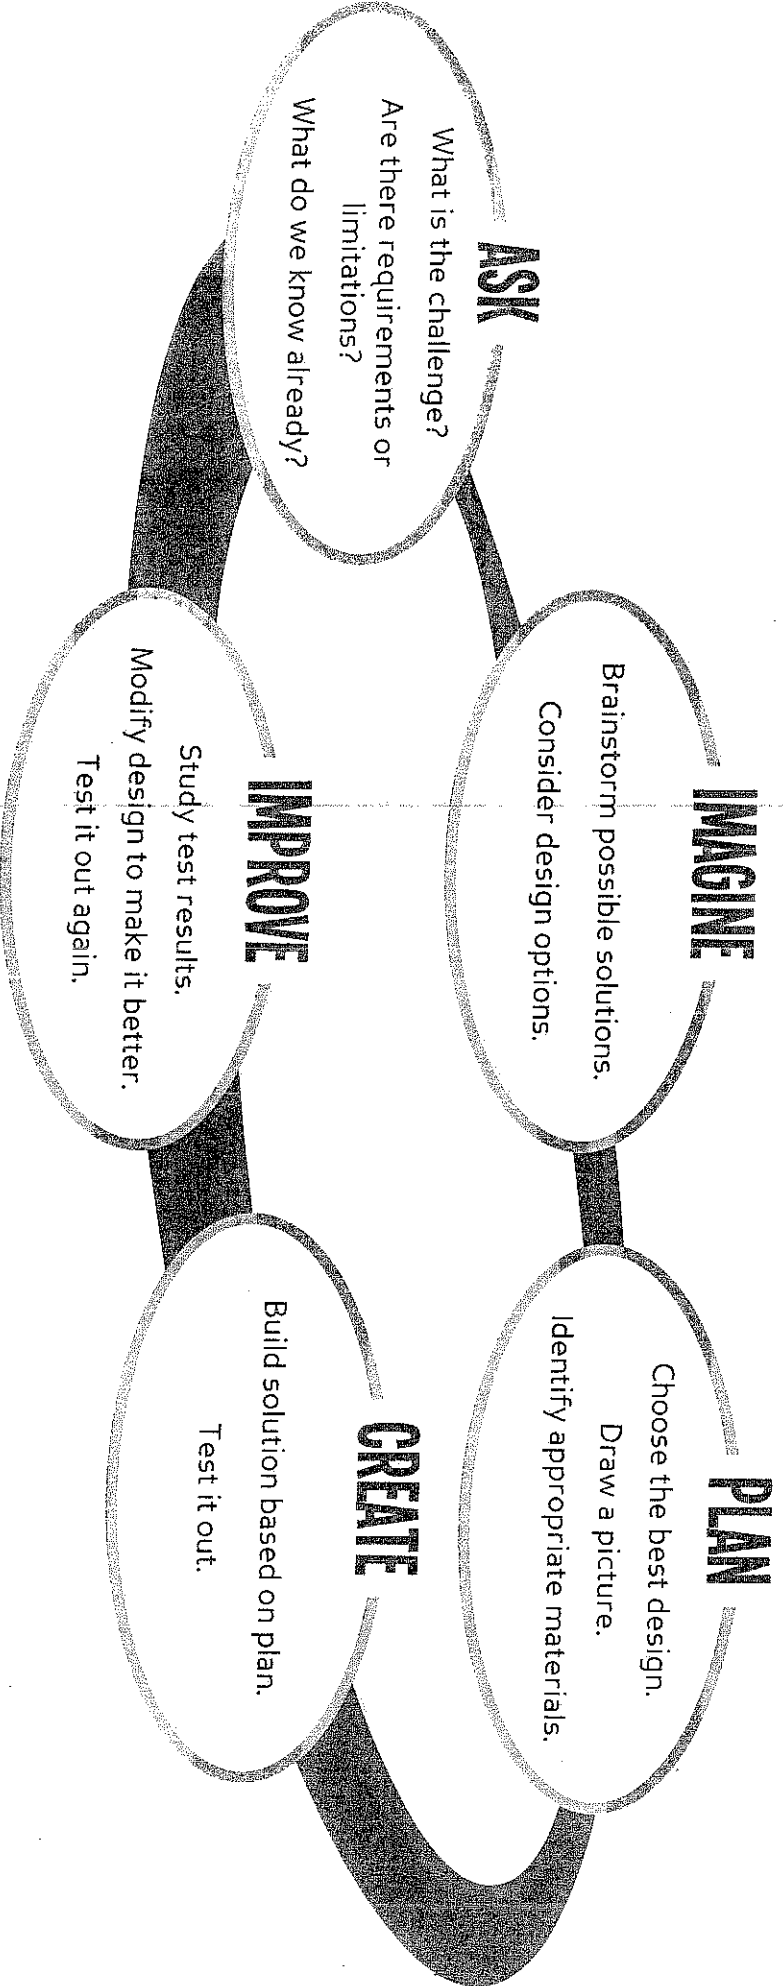 ASK
What is the challenge?
Are there requirements or
limitations?
What do we know already?
IMAGINE
Brainstorm possible solutions.
Consider design options.
PLAN
Choose the best design.
Draw a picture.
Identify appropriate materials.
CREATE
Build solution based on plan.
Test it out.
IMPROVE
Study test results.
Modify design to make it better.
Test it out again.